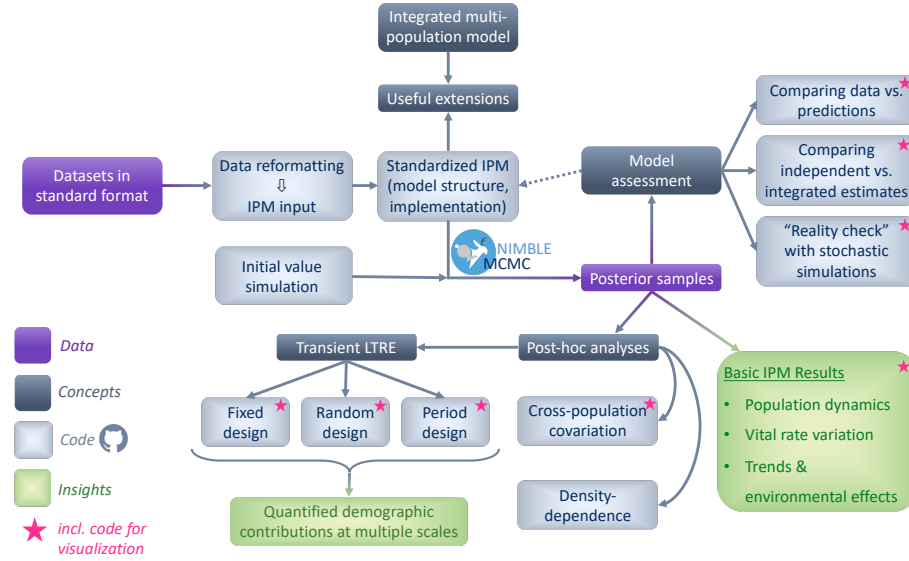 Integrated multi-
population model
Useful extensions
Datasets in
standard format
Data reformatting
⇩
IPM input
Standardized IPM
(model structure,
implementation)
Model
assessment
Comparing data vs.
predictions
Comparing
independent vs.
integrated estimates
“Reality check”
with stochastic
simulations
Initial value
simulation
NIMBLE
MCMC
Posterior samples
Transient LTRE
Post-hoc analyses
Fixed
design
Random
design
Period
design
Cross-population
covariation
Density-
dependence
Quantified demographic
contributions at multiple scales
Basic IPM Results
• Population dynamics
• Vital rate variation
• Trends &
environmental effects
Data
Concepts
Code
Insights
incl. code for
visualization